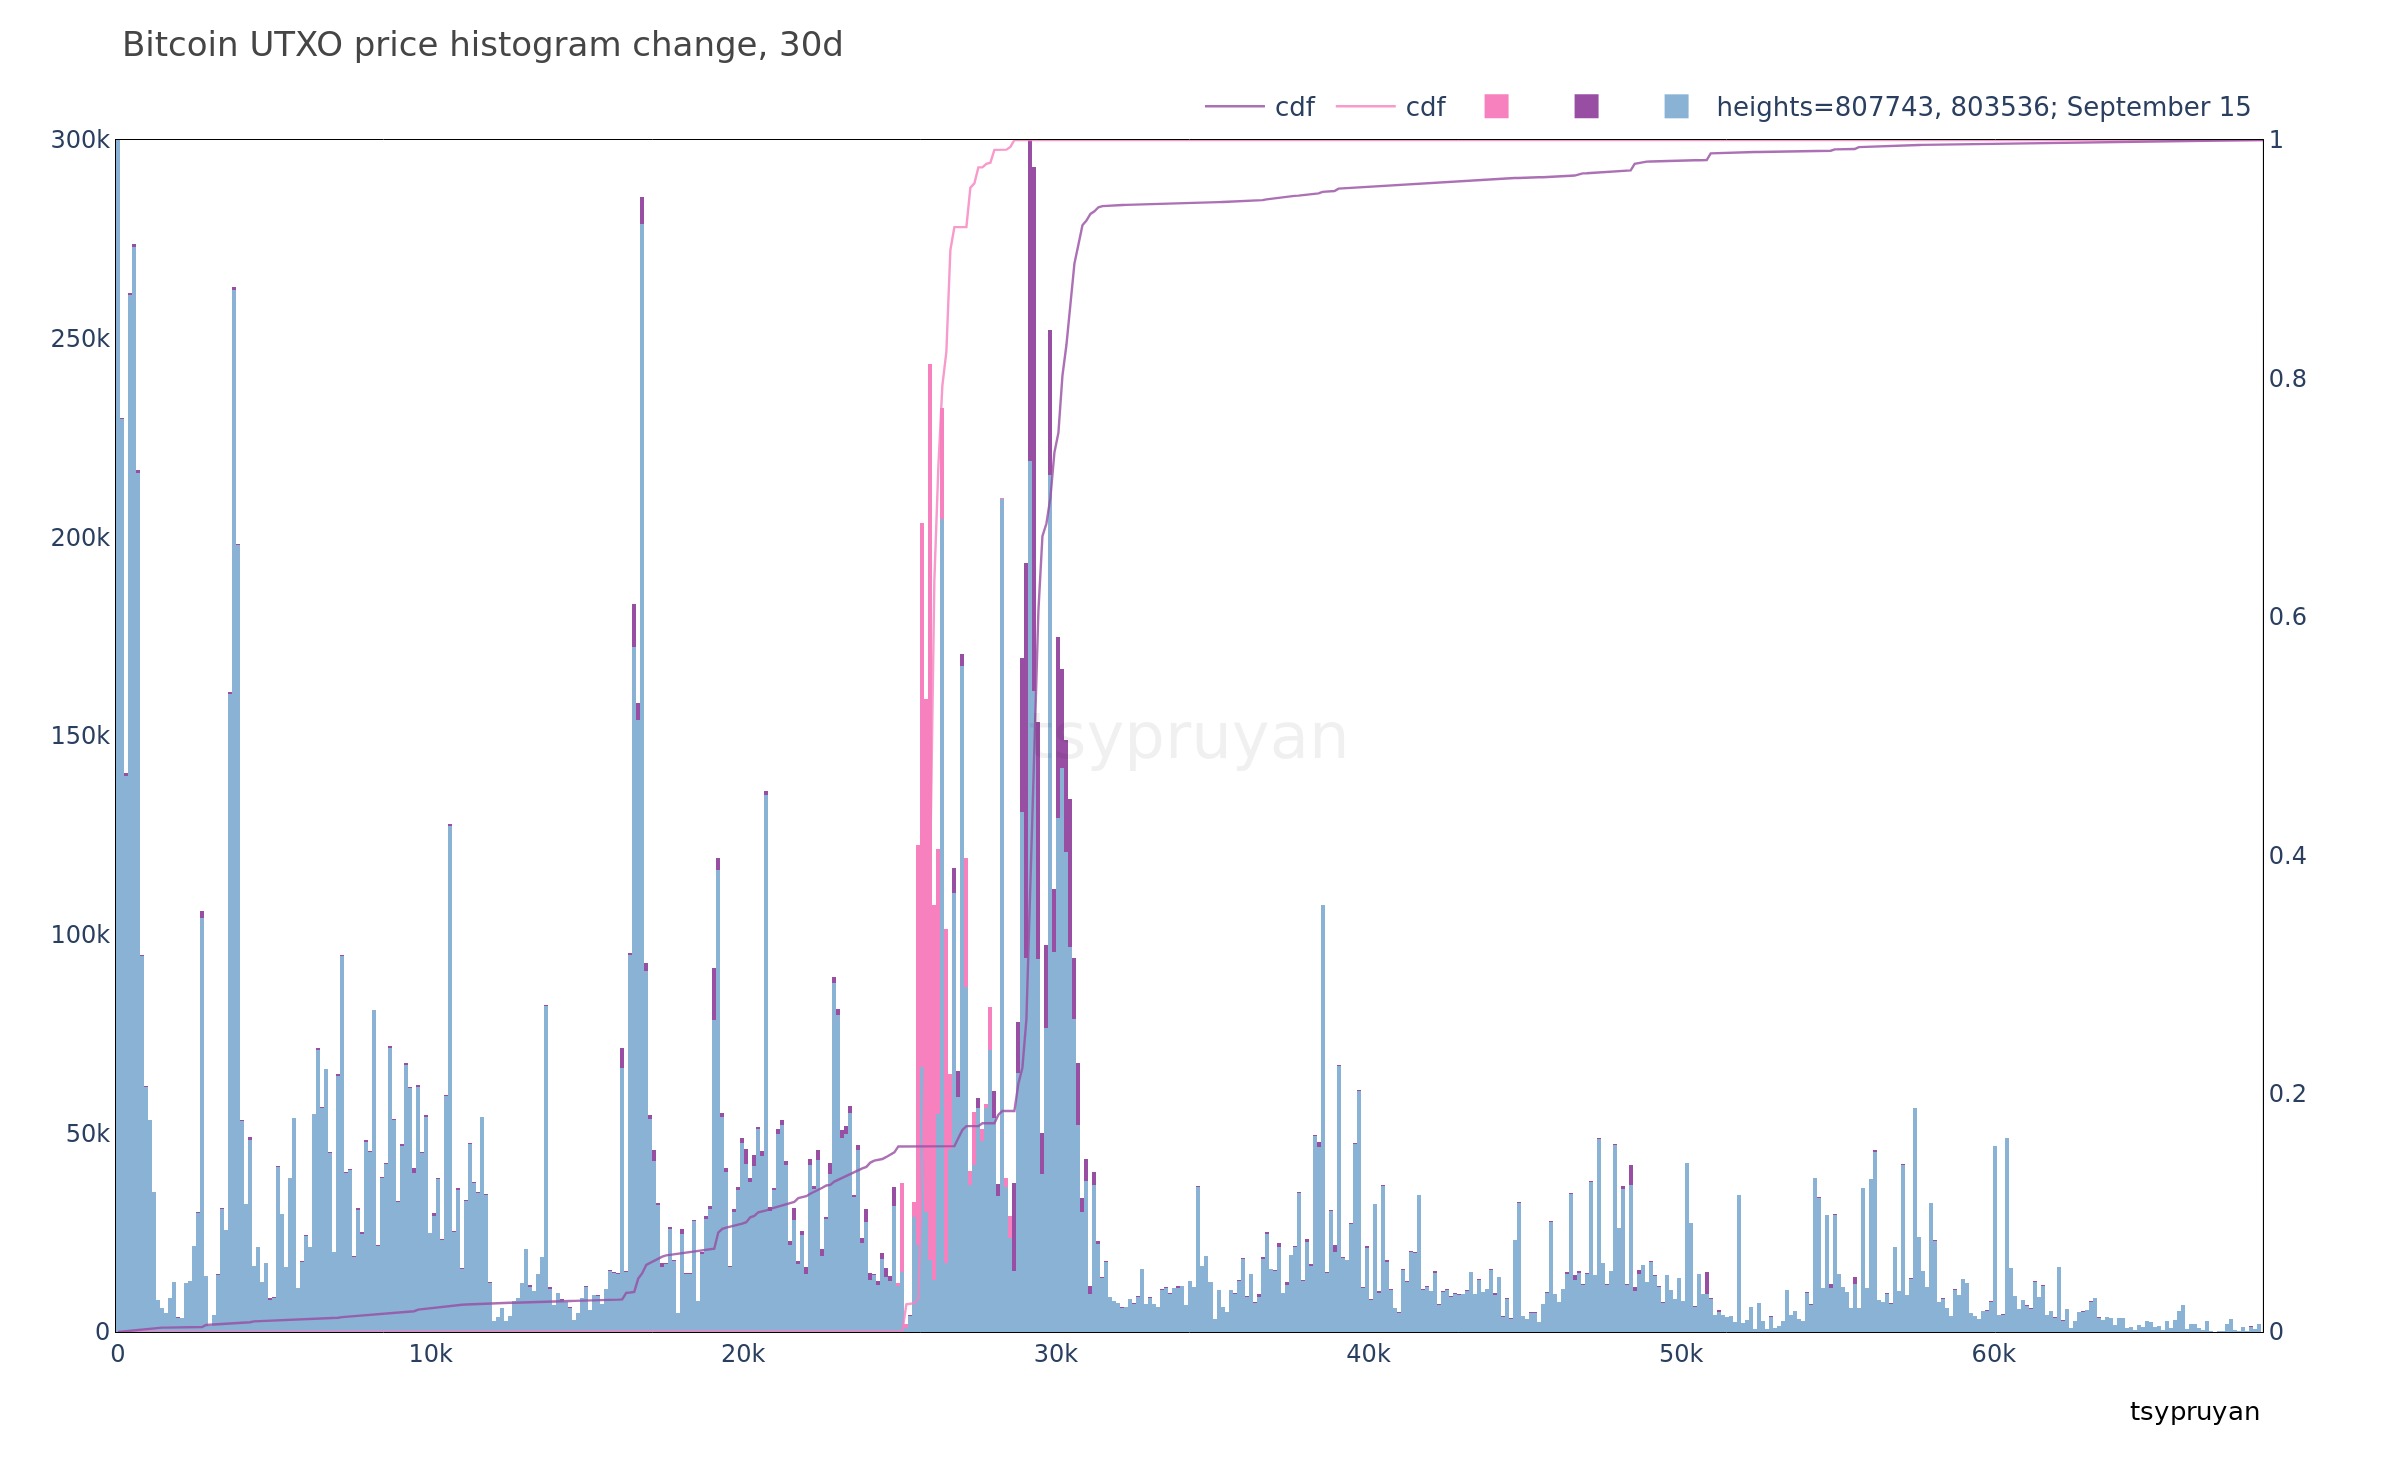 Bitcoin UTXO price histogram change, 30d
cdf cdf heights=807743, 803536; September 15
300k
250k
200k
150k
100k
50k
0
1
0.8
0.6
0.4
0.2
0
tsypruyan
0 10k 20k 30k 40k 50k 60k
tsypruyan